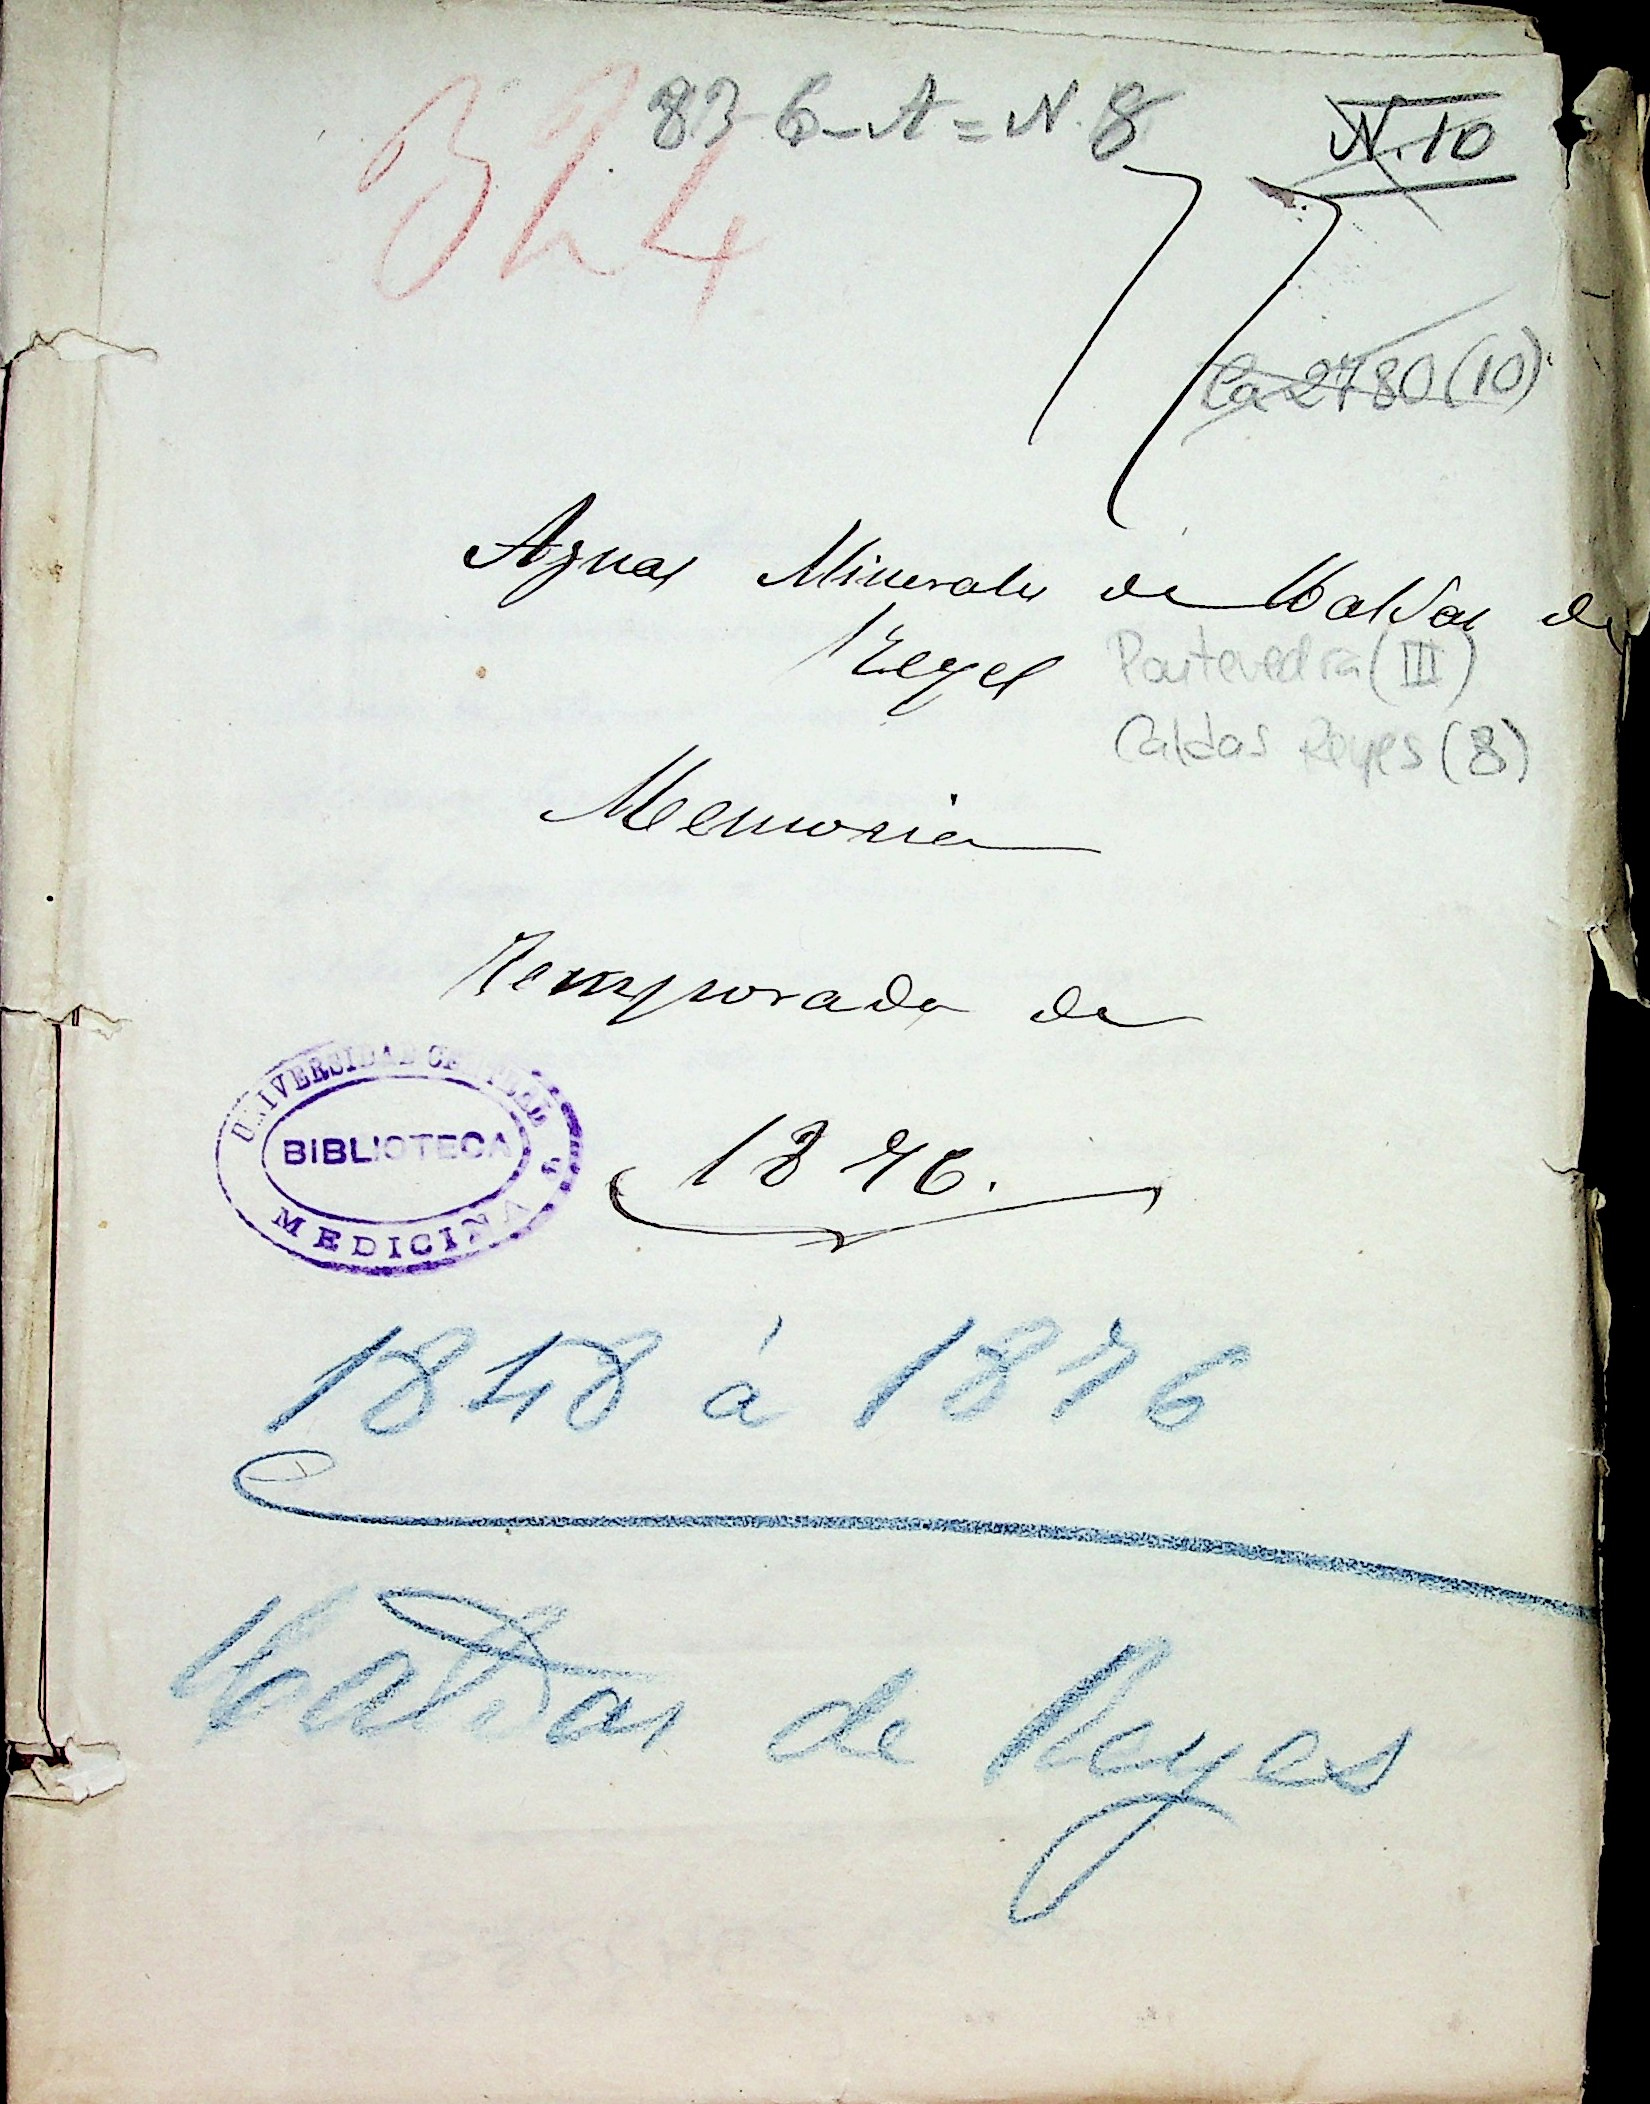 324
83-6-A=N.8
N.10
Ca 2780(10)
Aguas Minerales de Caldas de
Reyes
Pontevedra (III)
Caldas Reyes (8)
Memoria
Temporada de
1876.
UNIVERSIDAD CENTRAL
BIBLIOTECA
MEDICINA
1848 á 1876
Caldas de Reyes